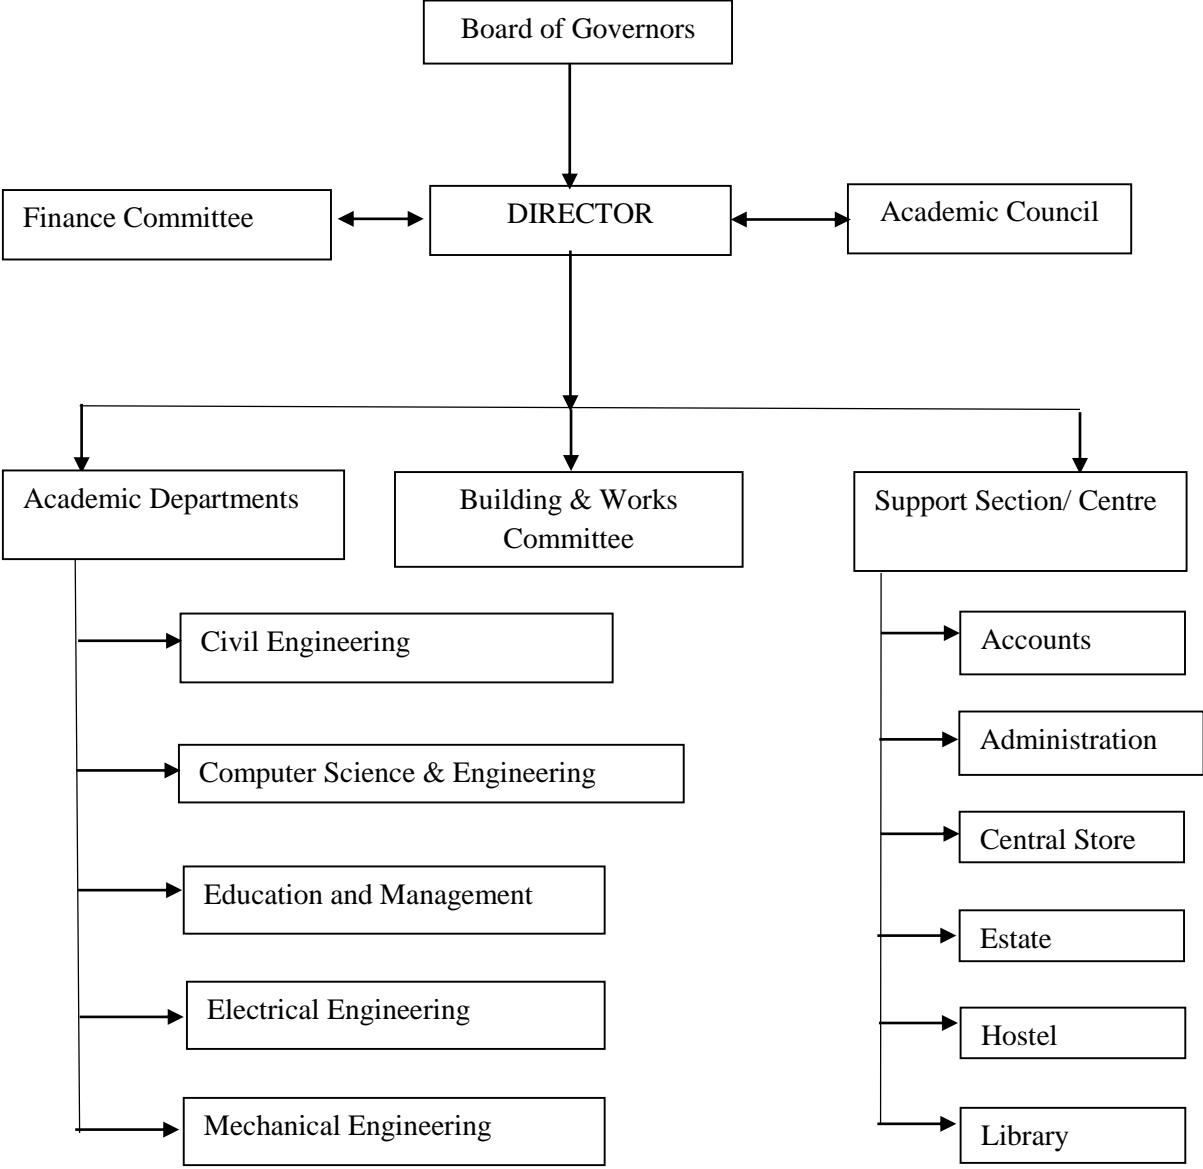 Board of Governors
Finance Committee
DIRECTOR
Academic Council
Academic Departments
Building & Works
Committee
Support Section/ Centre
Civil Engineering
Computer Science & Engineering
Education and Management
Electrical Engineering
Mechanical Engineering
Accounts
Administration
Central Store
Estate
Hostel
Library